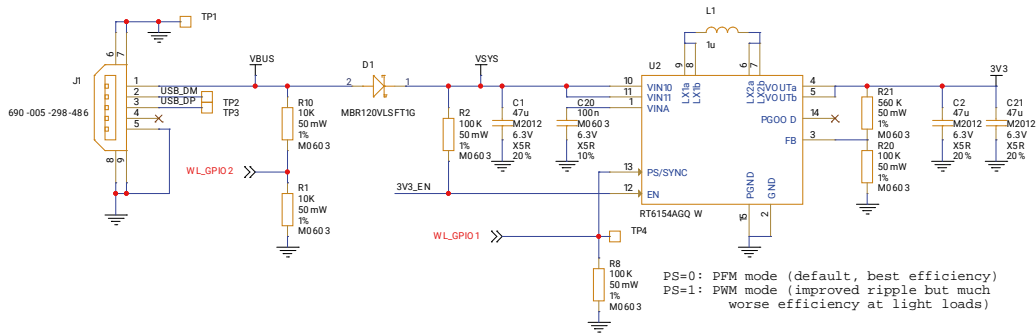 TP1
J1
690-005-298-486
6
7
1
2
3
4
5
8
9
USB_DM
USB_DP
TP2
TP3
VBUS
R10
10K
50mW
1%
M0603
WL_GPIO2
R1
10K
50mW
1%
M0603
D1
2
1
MBR120VLSFT1G
VSYS
R2
100K
50mW
1%
M0603
3V3_EN
C1
47u
M2012
6.3V
X5R
20%
C20
100n
M0603
6.3V
X5R
10%
WL_GPIO1
TP4
R8
100K
50mW
1%
M0603
L1
1u
U2
9
8
6
7
LX1a
LX1b
LX2a
LX2b
10
11
1
VIN10
VIN11
VINA
13
PS/SYNC
12
EN
VOUTa
VOUTb
PGOOD
FB
4
5
14
3
PGND
GND
15
2
RT6154AGQW
R21
560K
50mW
1%
M0603
R20
100K
50mW
1%
M0603
C2
47u
M2012
6.3V
X5R
20%
3V3
C21
47u
M2012
6.3V
X5R
20%
PS=0: PFM mode (default, best efficiency)
PS=1: PWM mode (improved ripple but much
worse efficiency at light loads)